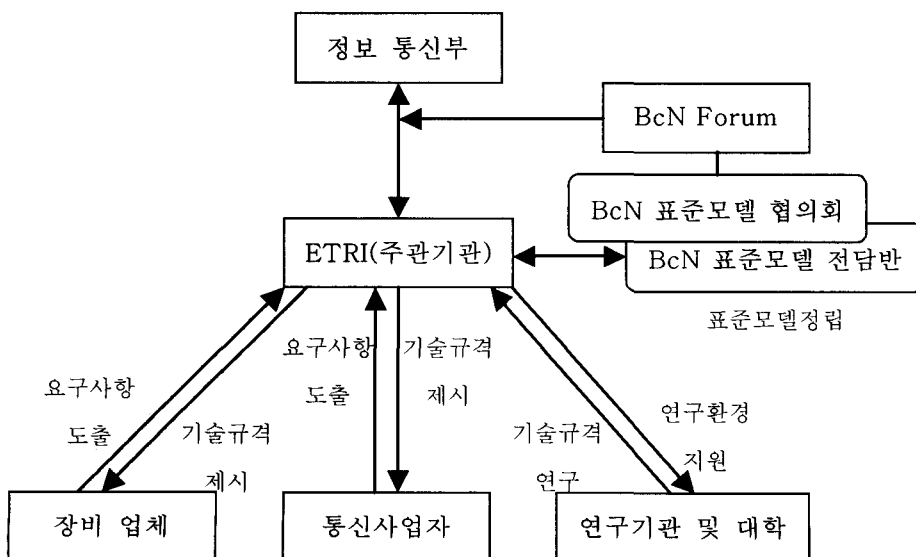 정보 통신부
BcN Forum
BcN 표준모델 협의회
ETRI(주관기관)
BcN 표준모델 전담반
표준모델정립
요구사항
도출
기술규격
제시
요구사항
도출
기술규격
제시
기술규격
연구
연구환경
지원
장비 업체
통신사업자
연구기관 및 대학